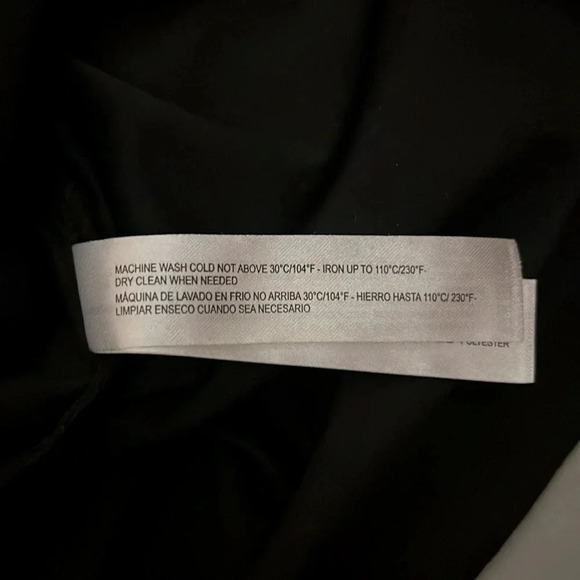 MACHINE WASH COLD NOT ABOVE 30°C/104°F - IRON UP TO 110°C/230°F-
DRY CLEAN WHEN NEEDED
MÁQUINA DE LAVADO EN FRIO NO ARRIBA 30°C/104°F - HIERRO HASTA 110°C/ 230°F-
LIMPIAR ENSECO CUANDO SEA NECESARIO
POLYESTER